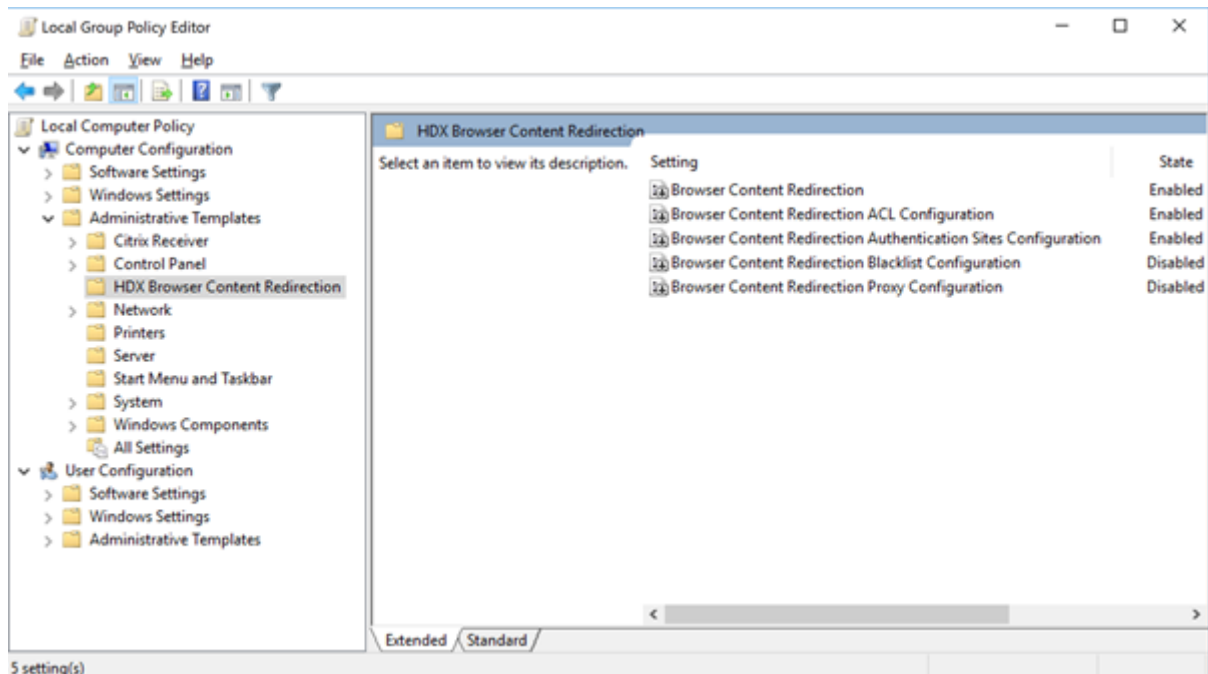 Local Group Policy Editor
File Action View Help
Local Computer Policy
Computer Configuration
Software Settings
Windows Settings
Administrative Templates
Citrix Receiver
Control Panel
HDX Browser Content Redirection
Network
Printers
Server
Start Menu and Taskbar
System
Windows Components
All Settings
User Configuration
Software Settings
Windows Settings
Administrative Templates
HDX Browser Content Redirection
Select an item to view its description.
Setting State
Browser Content Redirection Enabled
Browser Content Redirection ACL Configuration Enabled
Browser Content Redirection Authentication Sites Configuration Enabled
Browser Content Redirection Blacklist Configuration Disabled
Browser Content Redirection Proxy Configuration Disabled
Extended Standard
5 setting(s)